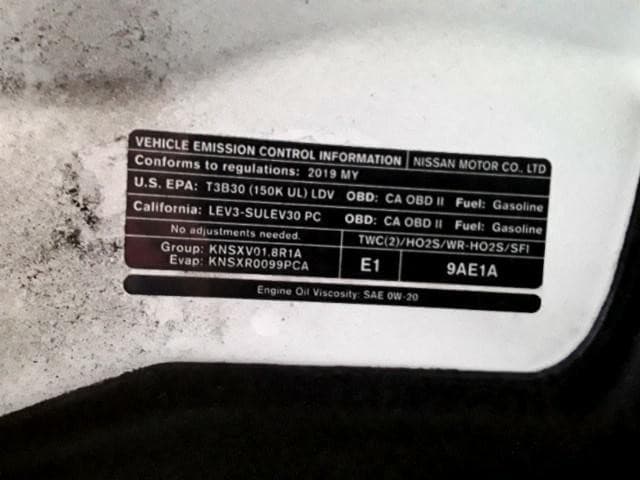 VEHICLE EMISSION CONTROL INFORMATION NISSAN MOTOR CO., LTD
Conforms to regulations: 2019 MY
U.S. EPA: T3B30 (150K UL) LDV OBD: CA OBD II Fuel: Gasoline
California: LEV3-SULEV30 PC OBD: CA OBD II Fuel: Gasoline
No adjustments needed. TWC(2)/HO2S/WR-HO2S/SFI
Group: KNSXV01.8R1A
Evap: KNSXR0099PCA
E1 9AE1A
Engine Oil Viscosity: SAE 0W-20